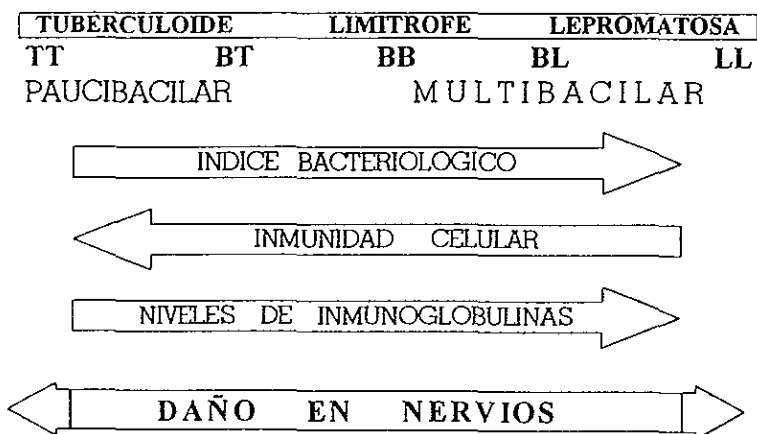 TUBERCULOIDE LIMITROFE LEPROMATOSA
TT BT BB BL LL
PAUCIBACILAR MULTIBACILAR
INDICE BACTERIOLOGICO
INMUNIDAD CELULAR
NIVELES DE INMUNOGLOBULINAS
DAÑO EN NERVIOS